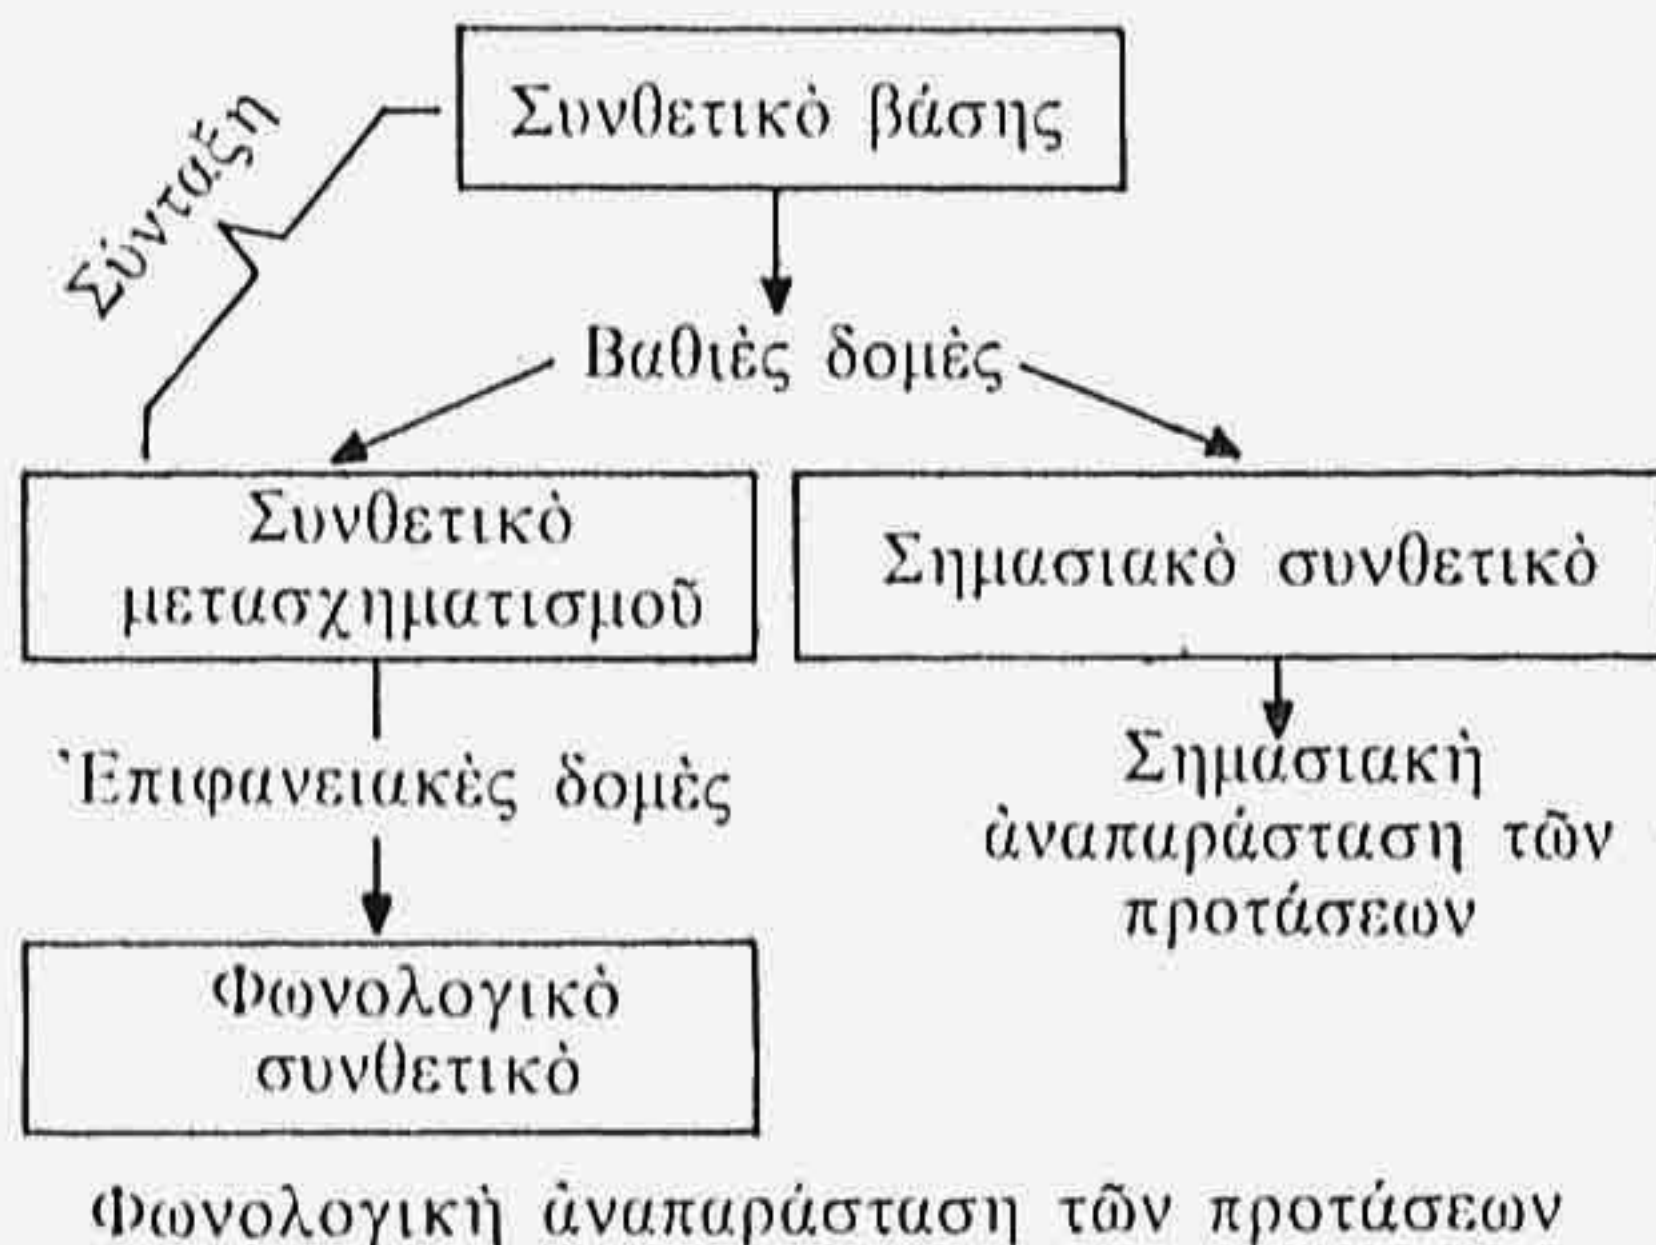 Σύνταξη
Συνθετικὸ βάσης
Βαθιὲς δομὲς
Συνθετικὸ
μετασχηματισμοῦ
Σημασιακὸ συνθετικὸ
Ἐπιφανειακὲς δομὲς
Σημασιακὴ
ἀναπαράσταση τῶν
προτάσεων
Φωνολογικὸ
συνθετικὸ
Φωνολογικὴ ἀναπαράσταση τῶν προτάσεων